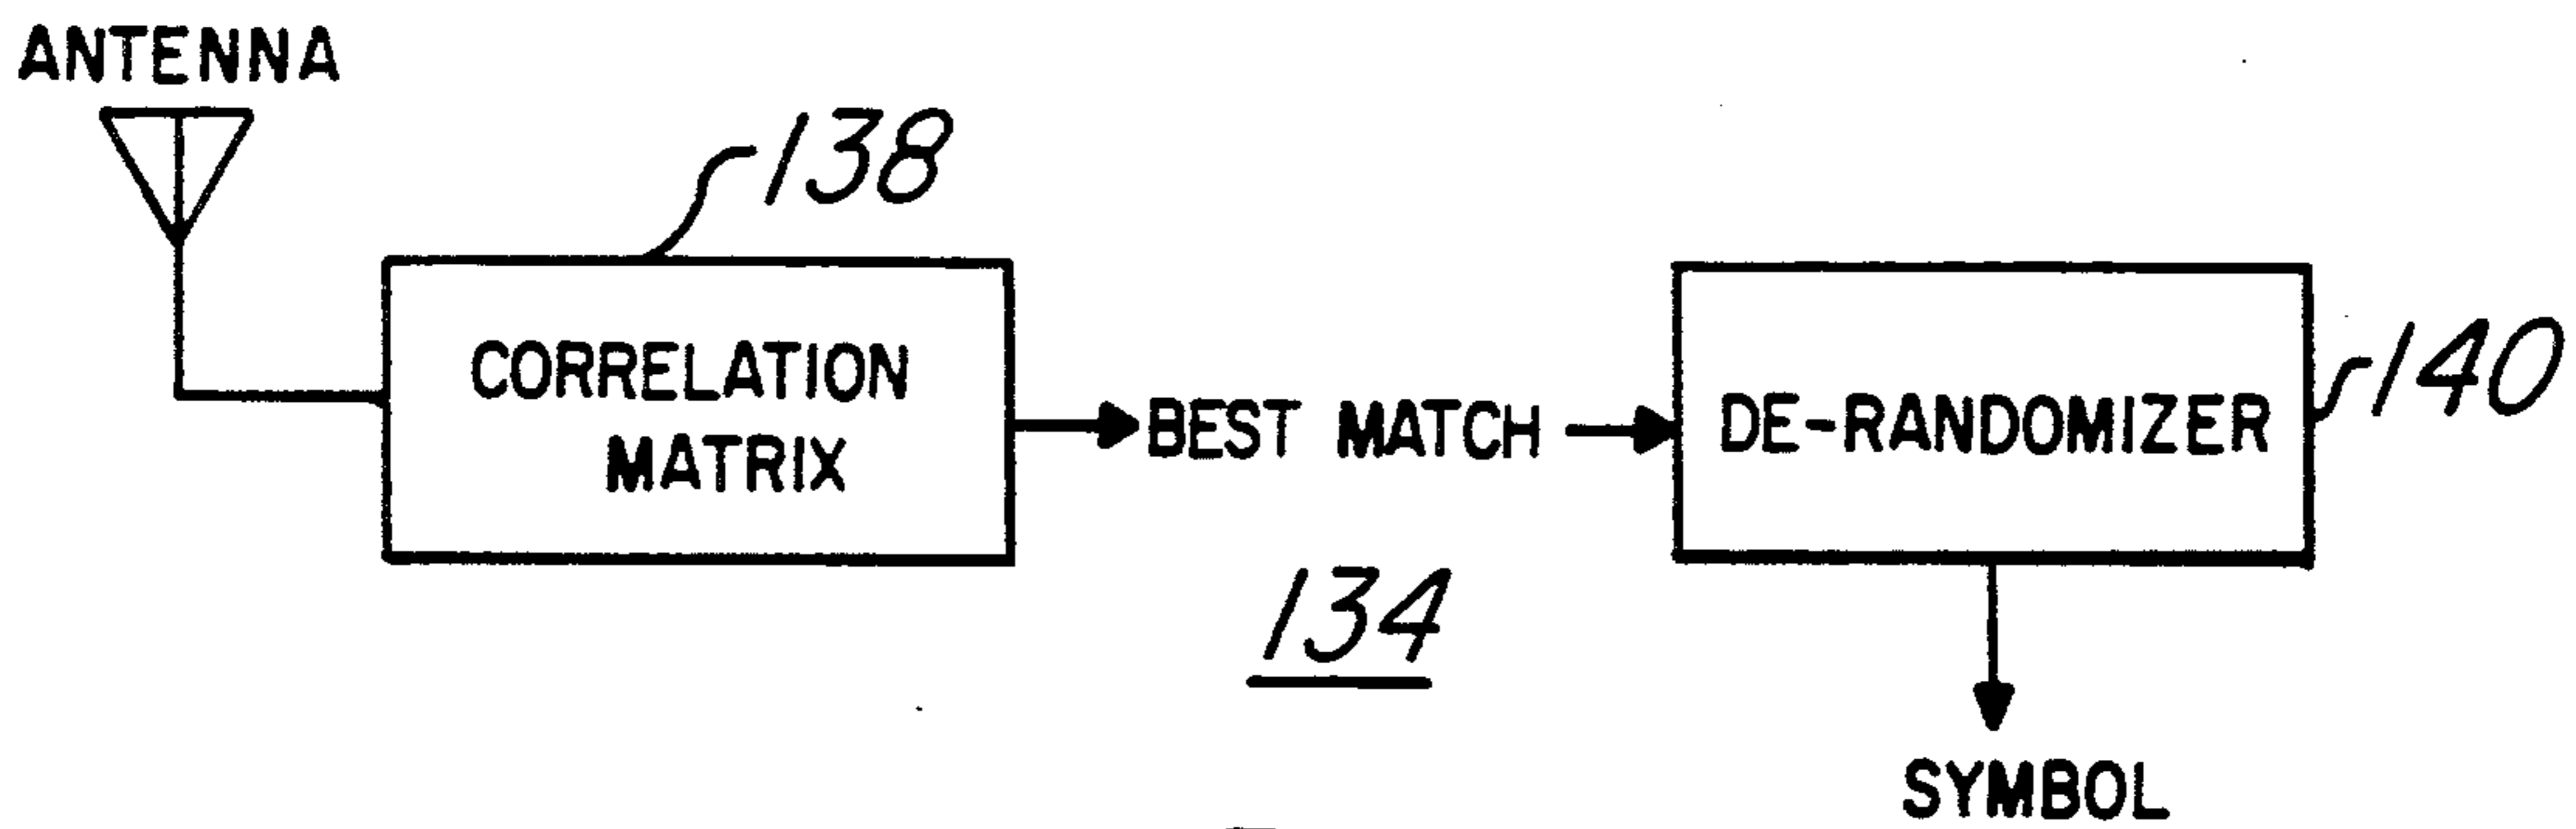 ANTENNA
138
CORRELATION
MATRIX
BEST MATCH
DE-RANDOMIZER
140
134
SYMBOL